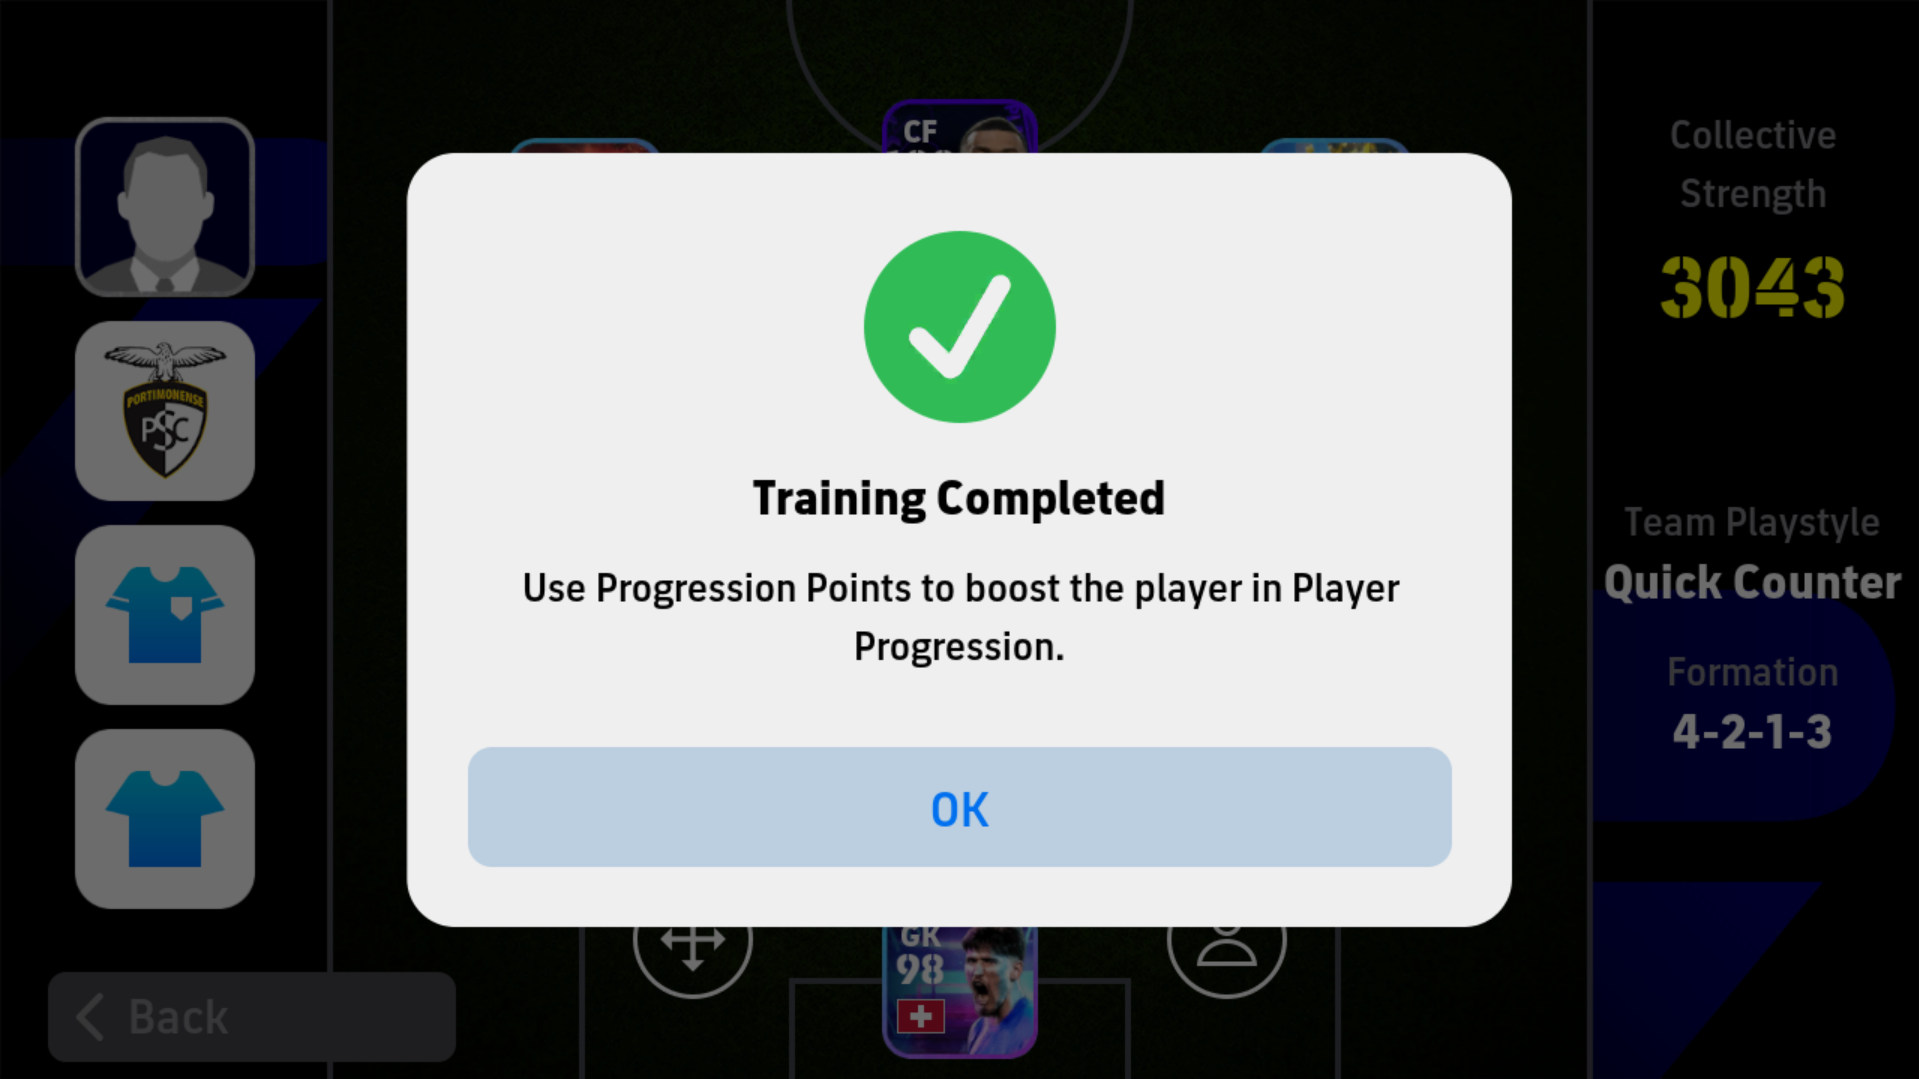 CF
Collective
Strength
3043
PORTIMONENSE
PSC
Training Completed
Use Progression Points to boost the player in Player
Progression.
OK
Team Playstyle
Quick Counter
Formation
4-2-1-3
GK
98
Back